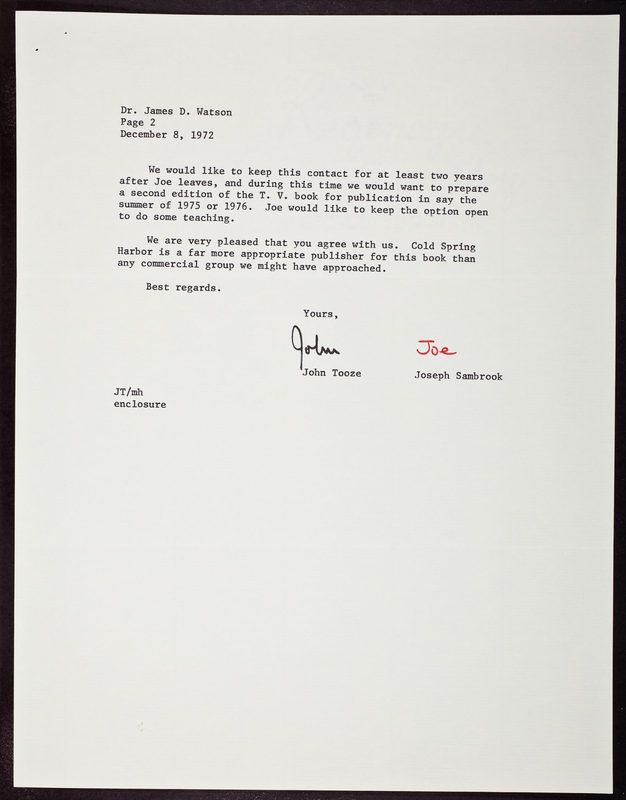 Dr. James D. Watson
Page 2
December 8, 1972
We would like to keep this contact for at least two years
after Joe leaves, and during this time we would want to prepare
a second edition of the T. V. book for publication in say the
summer of 1975 or 1976. Joe would like to keep the option open
to do some teaching.
We are very pleased that you agree with us. Cold Spring
Harbor is a far more appropriate publisher for this book than
any commercial group we might have approached.
Best regards.
Yours,
John Joe
John Tooze Joseph Sambrook
JT/mh
enclosure